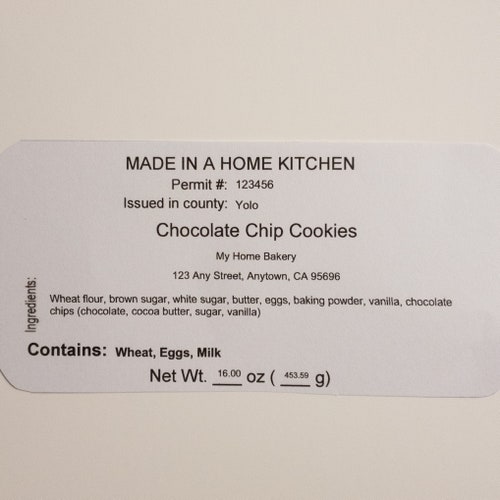 MADE IN A HOME KITCHEN
Permit #: 123456
Issued in county: Yolo
Chocolate Chip Cookies
My Home Bakery
123 Any Street, Anytown, CA 95696
Ingredients:
Wheat flour, brown sugar, white sugar, butter, eggs, baking powder, vanilla, chocolate
chips (chocolate, cocoa butter, sugar, vanilla)
Contains: Wheat, Eggs, Milk
Net Wt. 16.00 oz ( 453.59 g)